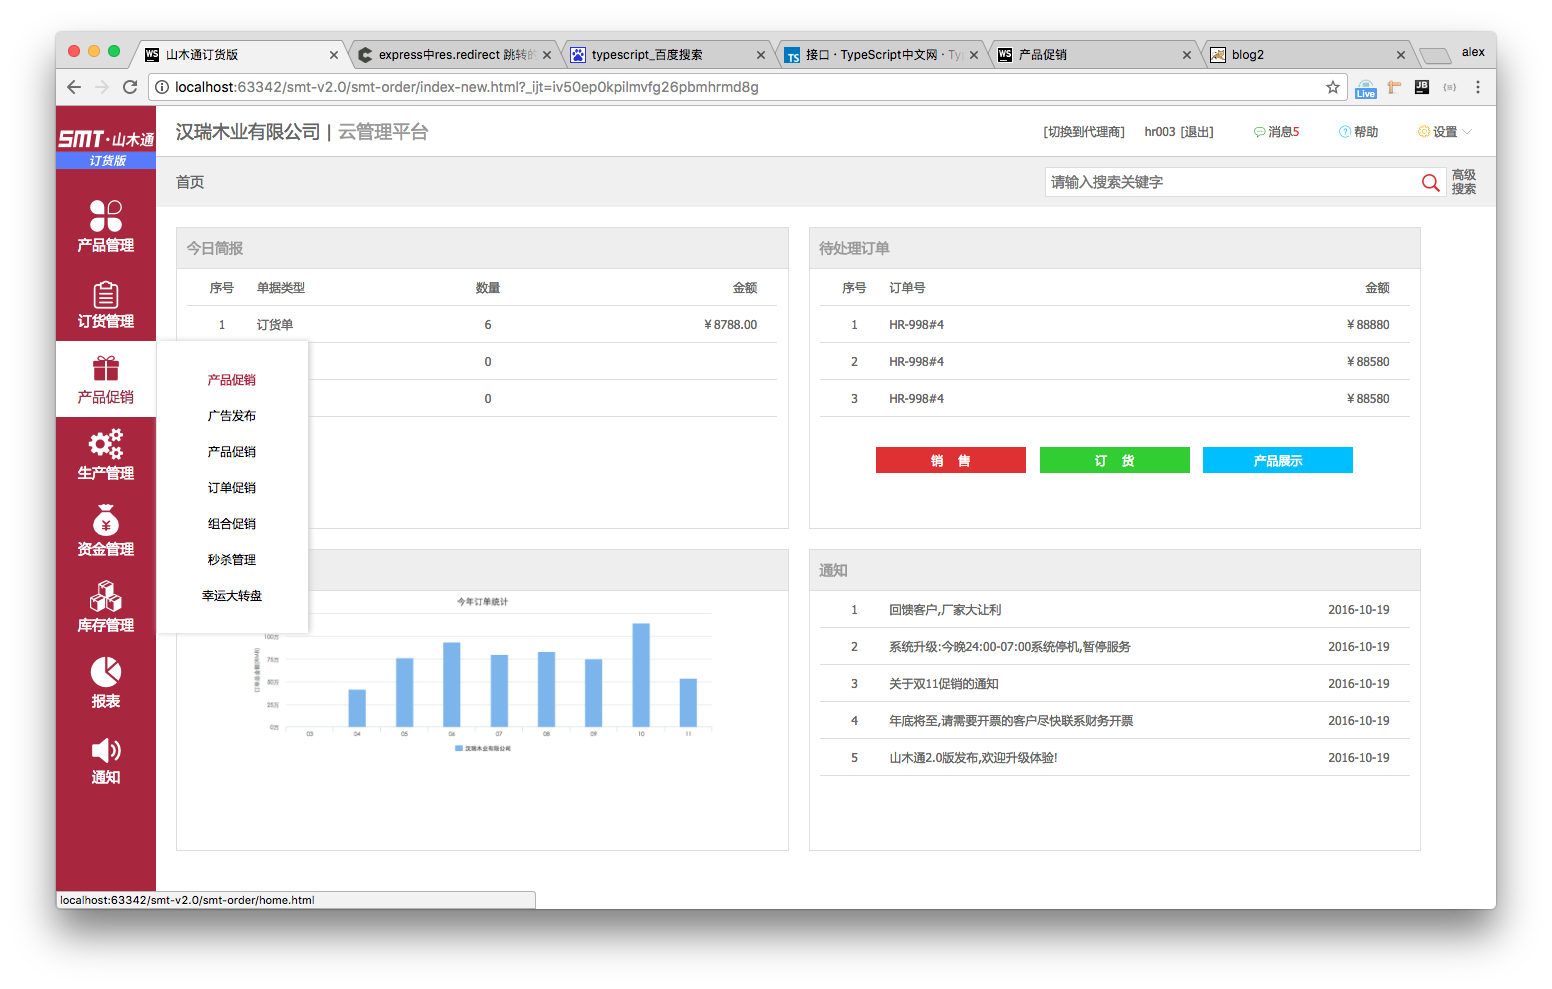 山木通订货版
express中res.redirect 跳转的
typescript_百度搜索
接口 · TypeScript中文网 · Ty
产品促销
blog2
alex
localhost:63342/smt-v2.0/smt-order/index-new.html?_ijt=iv50ep0kpilmvfg26pbmhrmd8g
Live
SMT·山木通
订货版
汉瑞木业有限公司 | 云管理平台
[切换到代理商]
hr003 [退出]
消息5
帮助
设置
首页
请输入搜索关键字
高级
搜索
产品管理
订货管理
产品促销
生产管理
资金管理
库存管理
报表
通知
产品促销
广告发布
产品促销
订单促销
组合促销
秒杀管理
幸运大转盘
今日简报
序号 单据类型 数量 金额
1 订货单 6 ¥8788.00
0
0
待处理订单
序号 订单号 金额
1 HR-998#4 ¥88880
2 HR-998#4 ¥88580
3 HR-998#4 ¥88580
销 售
订 货
产品展示
今年订单统计
100万
75万
50万
25万
0万
03 04 05 06 07 08 09 10 11
汉瑞木业有限公司
通知
1 回馈客户,厂家大让利 2016-10-19
2 系统升级:今晚24:00-07:00系统停机,暂停服务 2016-10-19
3 关于双11促销的通知 2016-10-19
4 年底将至,请需要开票的客户尽快联系财务开票 2016-10-19
5 山木通2.0版发布,欢迎升级体验! 2016-10-19
localhost:63342/smt-v2.0/smt-order/home.html